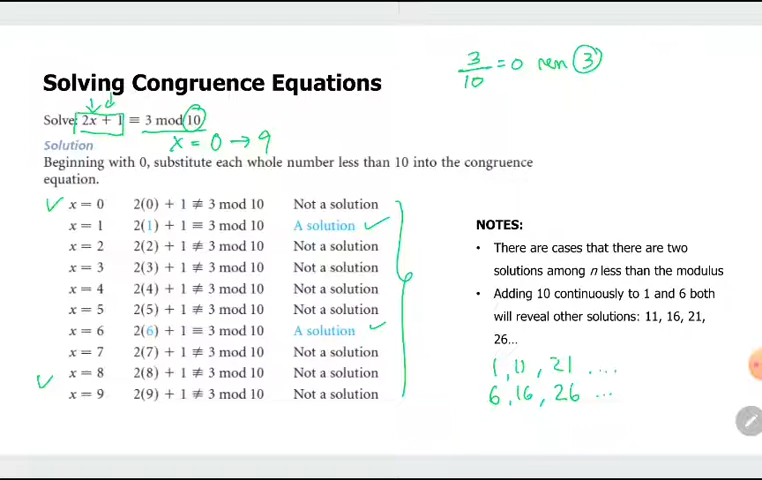 3/10 = 0 rem 3
Solving Congruence Equations
Solve: 2x + 1 ≡ 3 mod 10
x = 0 → 9
Solution
Beginning with 0, substitute each whole number less than 10 into the congruence
equation.
x = 0 2(0) + 1 ≢ 3 mod 10 Not a solution
x = 1 2(1) + 1 ≡ 3 mod 10 A solution
x = 2 2(2) + 1 ≢ 3 mod 10 Not a solution
x = 3 2(3) + 1 ≢ 3 mod 10 Not a solution
x = 4 2(4) + 1 ≢ 3 mod 10 Not a solution
x = 5 2(5) + 1 ≢ 3 mod 10 Not a solution
x = 6 2(6) + 1 ≡ 3 mod 10 A solution
x = 7 2(7) + 1 ≢ 3 mod 10 Not a solution
x = 8 2(8) + 1 ≢ 3 mod 10 Not a solution
x = 9 2(9) + 1 ≢ 3 mod 10 Not a solution
NOTES:
• There are cases that there are two
solutions among n less than the modulus
• Adding 10 continuously to 1 and 6 both
will reveal other solutions: 11, 16, 21,
26...
1, 11, 21 ....
6, 16, 26 ...